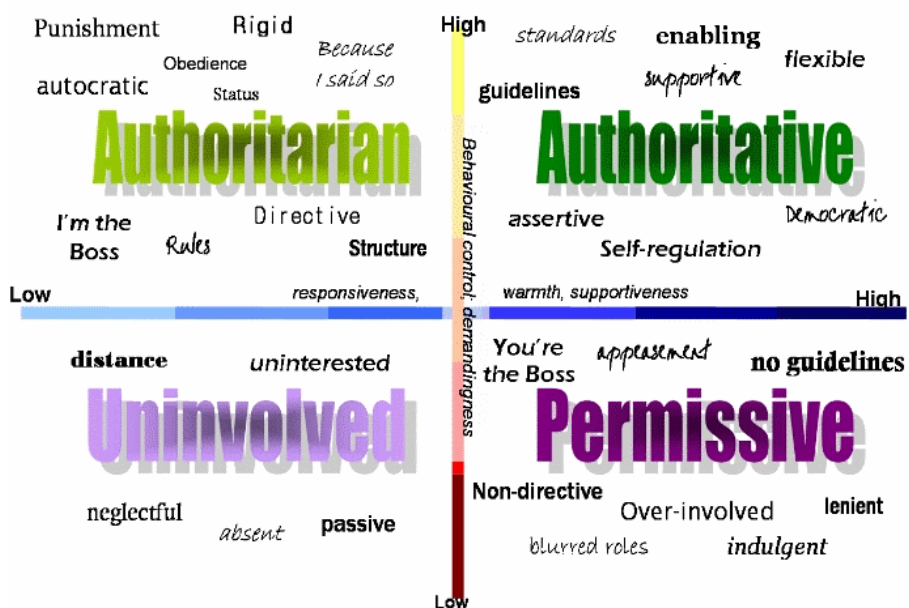 Punishment
Rigid
Because
I said so
Obedience
autocratic
Status
Authoritarian
Directive
I'm the
Boss
Rules
Structure
High
standards
enabling
flexible
supportive
guidelines
Authoritative
assertive
Democratic
Self-regulation
Behavioural control; demandingness
Low
responsiveness,
warmth, supportiveness
High
distance
uninterested
Uninvolved
neglectful
absent
passive
You're
the Boss
appeasement
no guidelines
Permissive
Non-directive
Over-involved
lenient
blurred roles
indulgent
Low